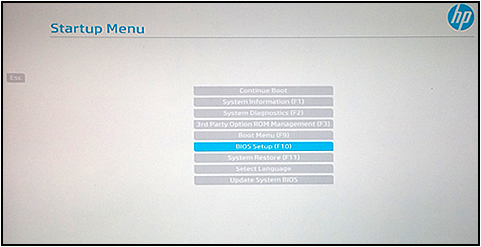 hp
Startup Menu
Esc
Continue Boot
System Information (F1)
System Diagnostics (F2)
3rd Party Option ROM Management (F3)
Boot Menu (F9)
BIOS Setup (F10)
System Restore (F11)
Select Language
Update System BIOS